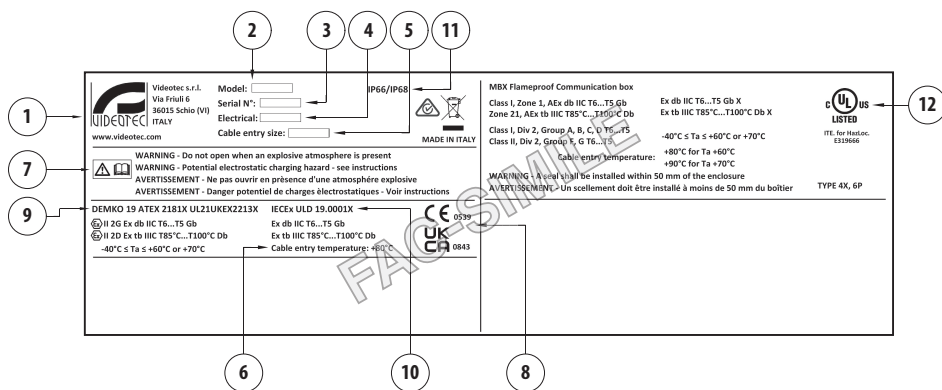 2
3
4
5
11
1
7
9
12
6
10
8
VIDEOTEC
Videotec s.r.l.
Via Friuli 6
36015 Schio (VI)
ITALY
www.videotec.com
Model:
Serial N°:
Electrical:
Cable entry size:
IP66/IP68
MADE IN ITALY
WARNING - Do not open when an explosive atmosphere is present
WARNING - Potential electrostatic charging hazard - see instructions
AVERTISSEMENT - Ne pas ouvrir en prèsence d'une atmosphére explosive
AVERTISSEMENT - Danger potentiel de charges èlectrostatiques - Voir instructions
DEMKO 19 ATEX 2181X UL21UKEX2213X
Ex II 2G Ex db IIC T6...T5 Gb
Ex II 2D Ex tb IIIC T85°C...T100°C Db
-40°C ≤ Ta ≤ +60°C or +70°C
IECEx ULD 19.0001X
Ex db IIC T6...T5 Gb
Ex tb IIIC T85°C...T100°C Db
Cable entry temperature: +80°C
CE 0539
UK
CA 0843
MBX Flameproof Communication box
Class I, Zone 1, AEx db IIC T6...T5 Gb
Zone 21, AEx tb IIIC T85°C...T100°C Db
Class I, Div 2, Group A, B, C, D T6...T5
Class II, Div 2, Group F, G T6...T5
Ex db IIC T6...T5 Gb X
Ex tb IIIC T85°C...T100°C Db X
-40°C ≤ Ta ≤ +60°C or +70°C
Cable entry temperature:
+80°C for Ta +60°C
+90°C for Ta +70°C
WARNING - A seal shall be installed within 50 mm of the enclosure
AVERTISSEMENT - Un scellement doit être installé à moins de 50 mm du boîtier
C UL US
LISTED
ITE. for HazLoc.
E319666
TYPE 4X, 6P
FAC-SIMILE